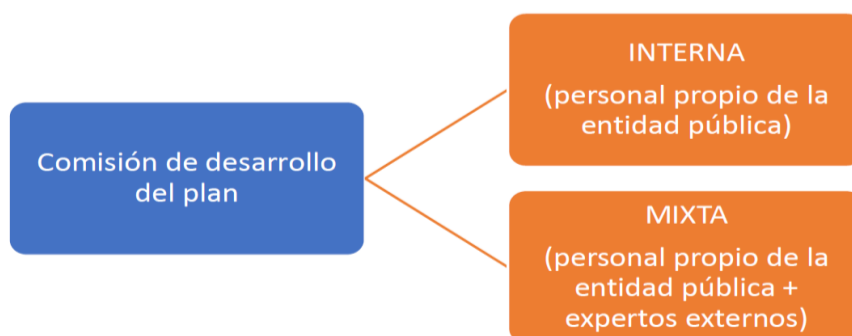 Comisión de desarrollo
del plan
INTERNA
(personal propio de la
entidad pública)
MIXTA
(personal propio de la
entidad pública +
expertos externos)